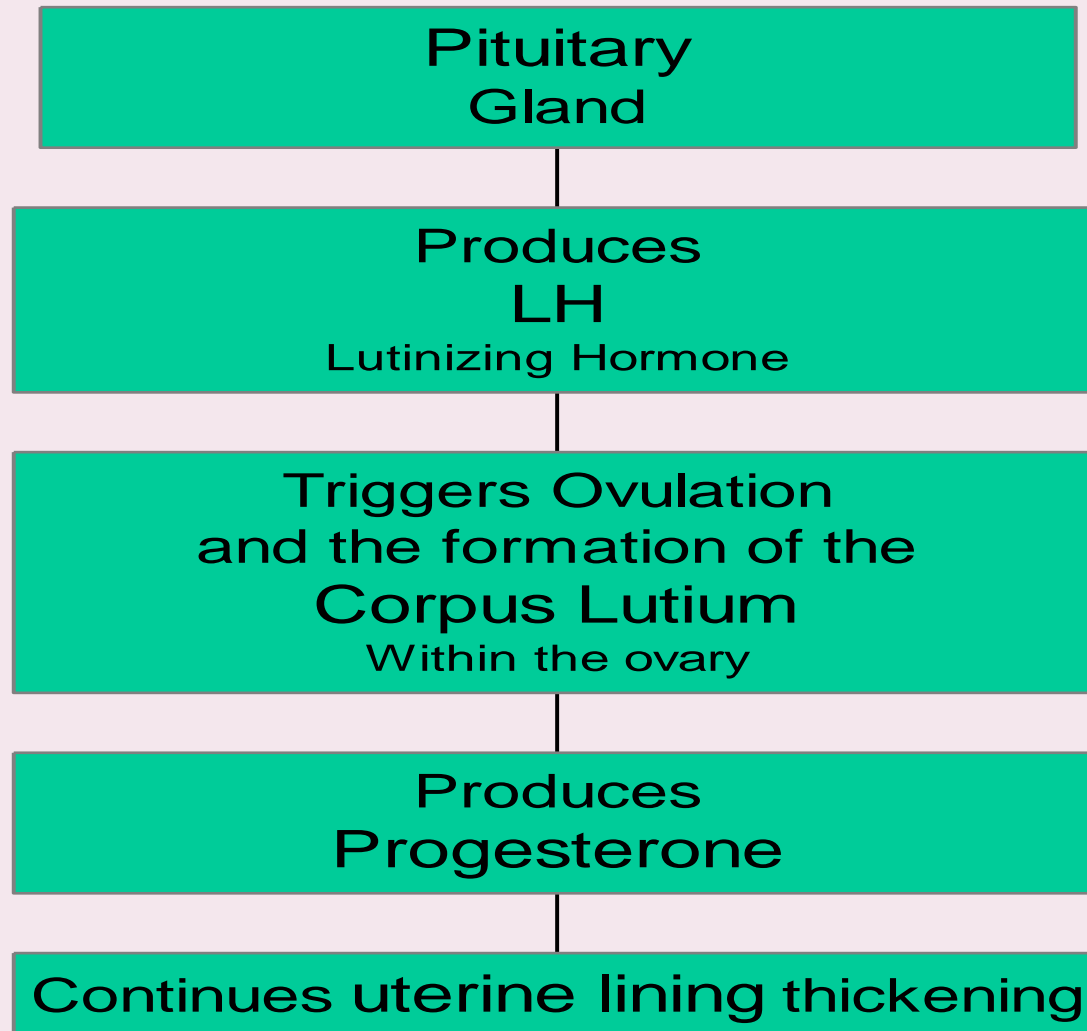 Pituitary
Gland
Produces
LH
Lutinizing Hormone
Triggers Ovulation
and the formation of the
Corpus Lutium
Within the ovary
Produces
Progesterone
Continues uterine lining thickening